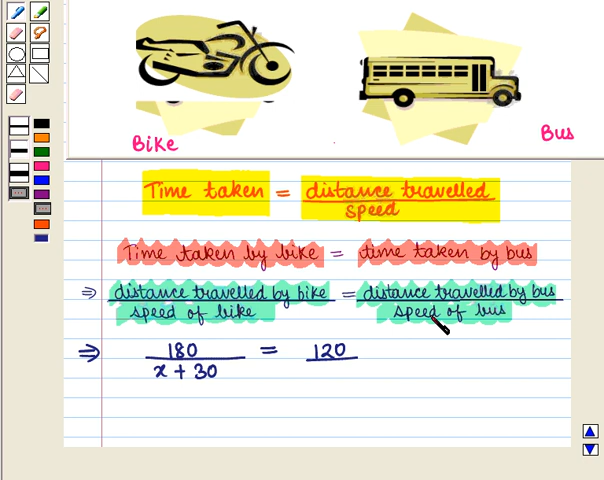 Bike
Bus
Time taken = distance travelled / speed
Time taken by bike = time taken by bus
⇒ distance travelled by bike / speed of bike = distance travelled by bus / speed of bus
⇒ 180 / x + 30 = 120